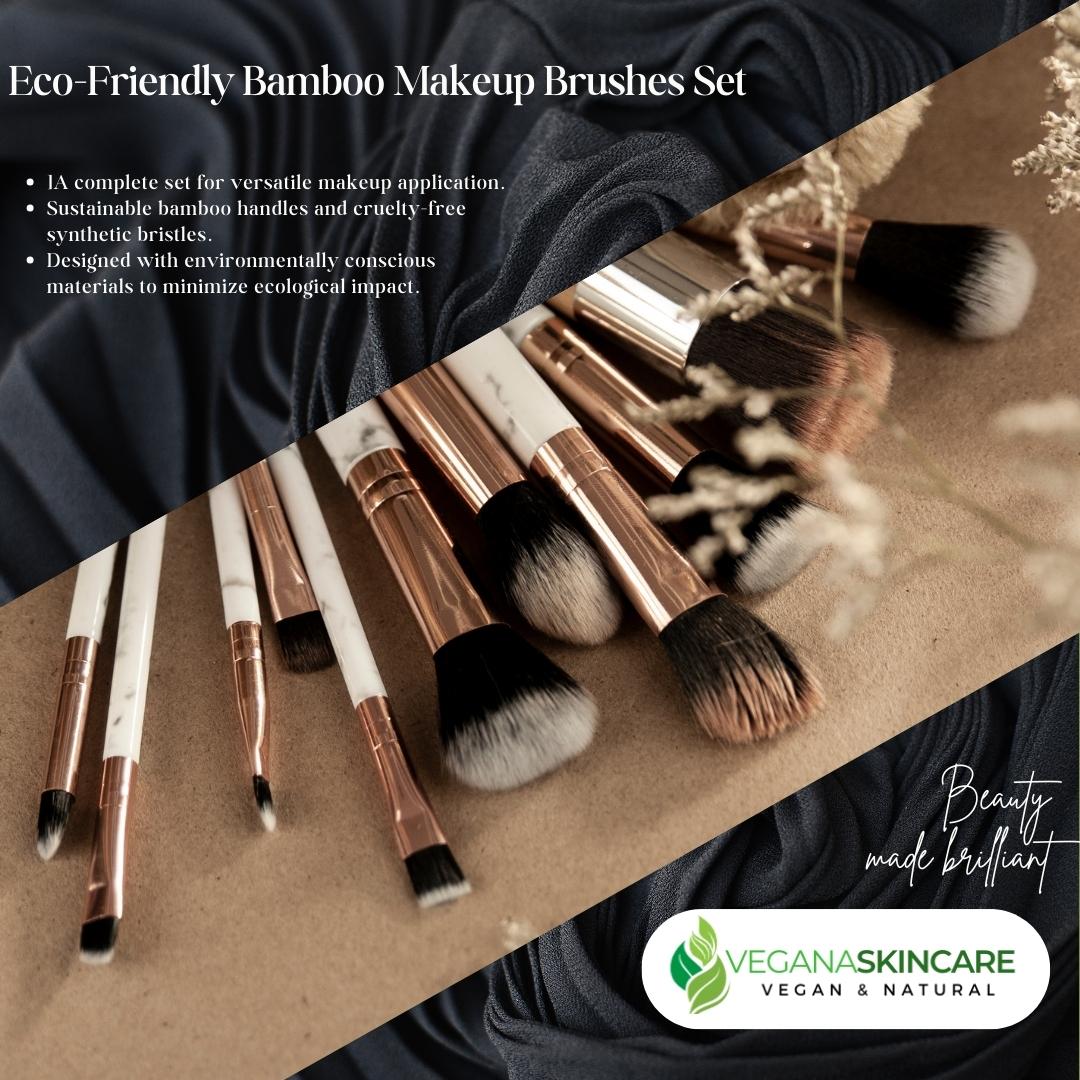 Eco-Friendly Bamboo Makeup Brushes Set
• 1A complete set for versatile makeup application.
• Sustainable bamboo handles and cruelty-free
synthetic bristles.
• Designed with environmentally conscious
materials to minimize ecological impact.
Beauty
made brilliant
VEGANASKINCARE
VEGAN & NATURAL